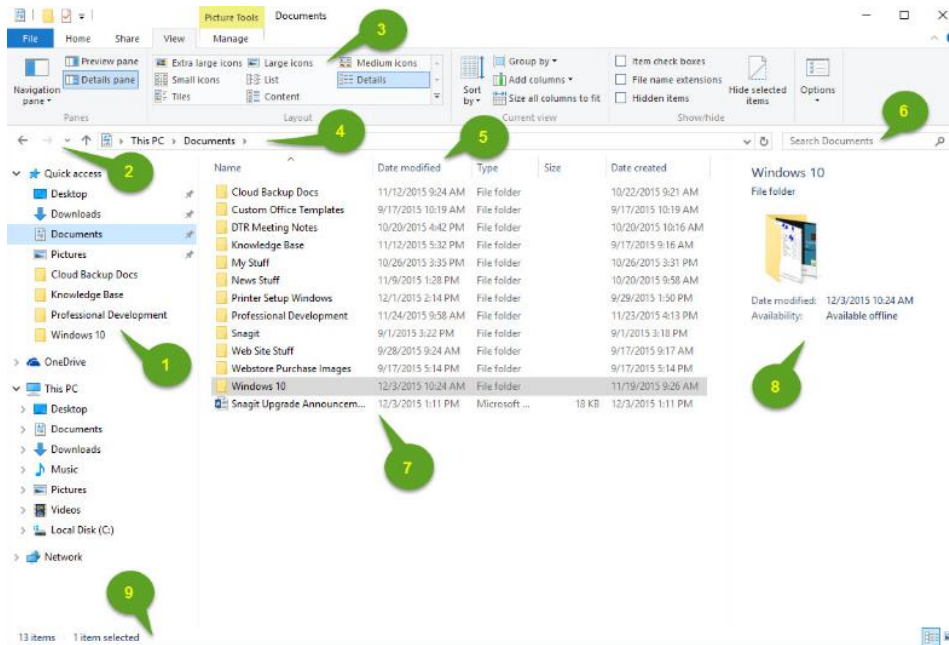 Picture Tools Documents
File Home Share View Manage
Preview pane Extra large icons Large icons Medium icons Group by Item check boxes
Details pane Small icons List Details Add columns File name extensions
Navigation pane Tiles Content Sort by Size all columns to fit Hidden items Hide selected items Options
Panes Layout Current view Show/hide
3
4
5
6
2
This PC > Documents > Search Documents
Name Date modified Type Size Date created
Quick access
Desktop
Downloads
Documents
Pictures
Cloud Backup Docs
Knowledge Base
Professional Development
Windows 10
1
OneDrive
This PC
Desktop
Documents
Downloads
Music
Pictures
Videos
Local Disk (C:)
Network
Cloud Backup Docs 11/12/2015 9:24 AM File folder 10/22/2015 9:21 AM
Custom Office Templates 9/17/2015 10:19 AM File folder 9/17/2015 10:19 AM
DTR Meeting Notes 10/20/2015 4:42 PM File folder 10/20/2015 10:16 AM
Knowledge Base 11/12/2015 5:32 PM File folder 9/17/2015 9:16 AM
My Stuff 10/26/2015 3:35 PM File folder 10/26/2015 3:31 PM
News Stuff 11/9/2015 1:28 PM File folder 10/20/2015 9:58 AM
Printer Setup Windows 12/1/2015 2:14 PM File folder 9/29/2015 1:50 PM
Professional Development 11/24/2015 9:58 AM File folder 11/23/2015 4:13 PM
Snagit 9/1/2015 3:22 PM File folder 9/1/2015 3:18 PM
Web Site Stuff 9/28/2015 9:24 AM File folder 9/17/2015 9:17 AM
Webstore Purchase Images 9/17/2015 5:14 PM File folder 9/17/2015 5:14 PM
Windows 10 12/3/2015 10:24 AM File folder 11/19/2015 9:26 AM
Snagit Upgrade Announcem... 12/3/2015 1:11 PM Microsoft ... 18 KB 12/3/2015 1:11 PM
7
Windows 10
File folder
Date modified: 12/3/2015 10:24 AM
Availability: Available offline
8
9
13 items 1 item selected